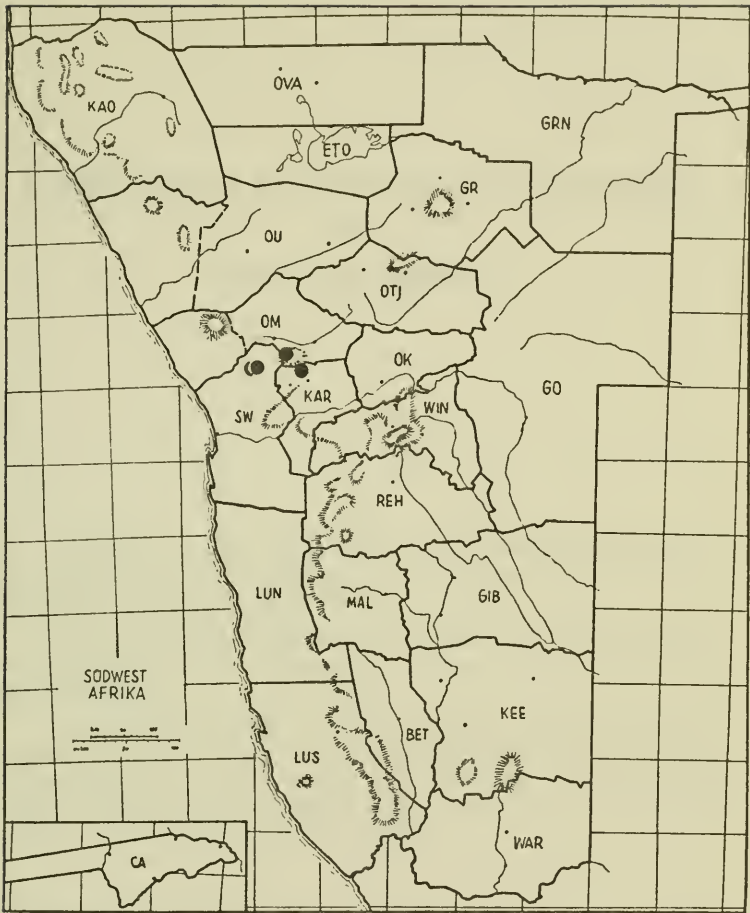 KAO
OVA
ETO
GRN
GR
OU
OTJ
OM
OK
KAR
GO
SW
WIN
REH
LUN
MAL
GIB
SÜDWEST
AFRIKA
KEE
BET
LUS
WAR
CA